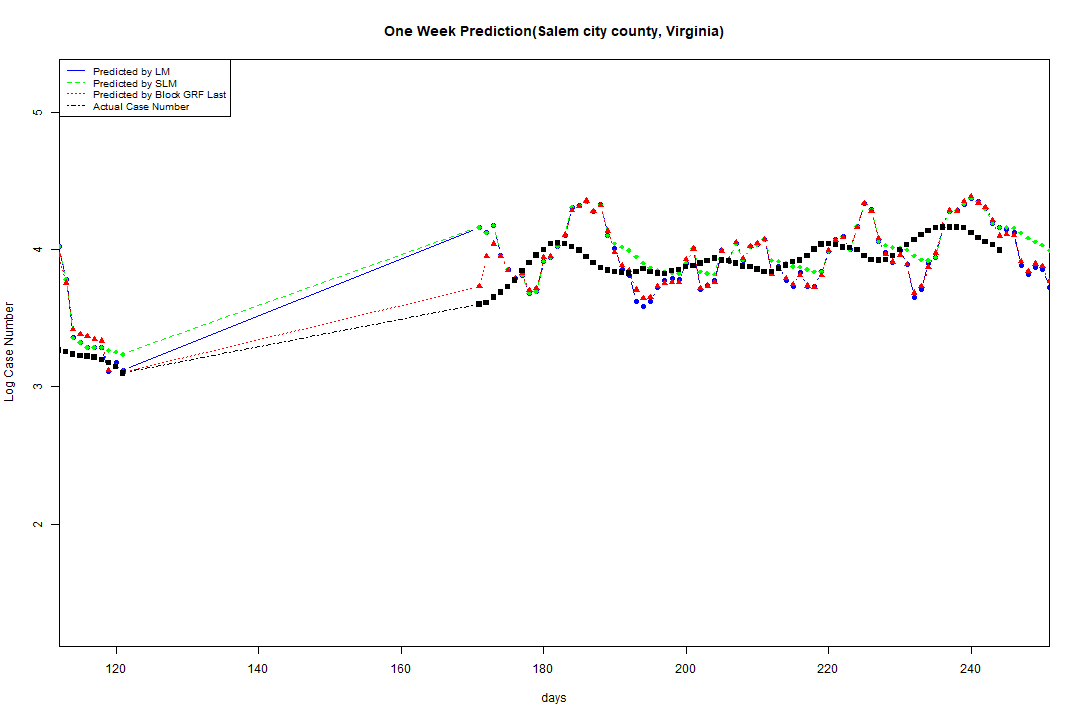 One Week Prediction(Salem city county, Virginia)
Predicted by LM
Predicted by SLM
Predicted by Block GRF Last
Actual Case Number
5
4
3
2
Log Case Number
120 140 160 180 200 220 240
days